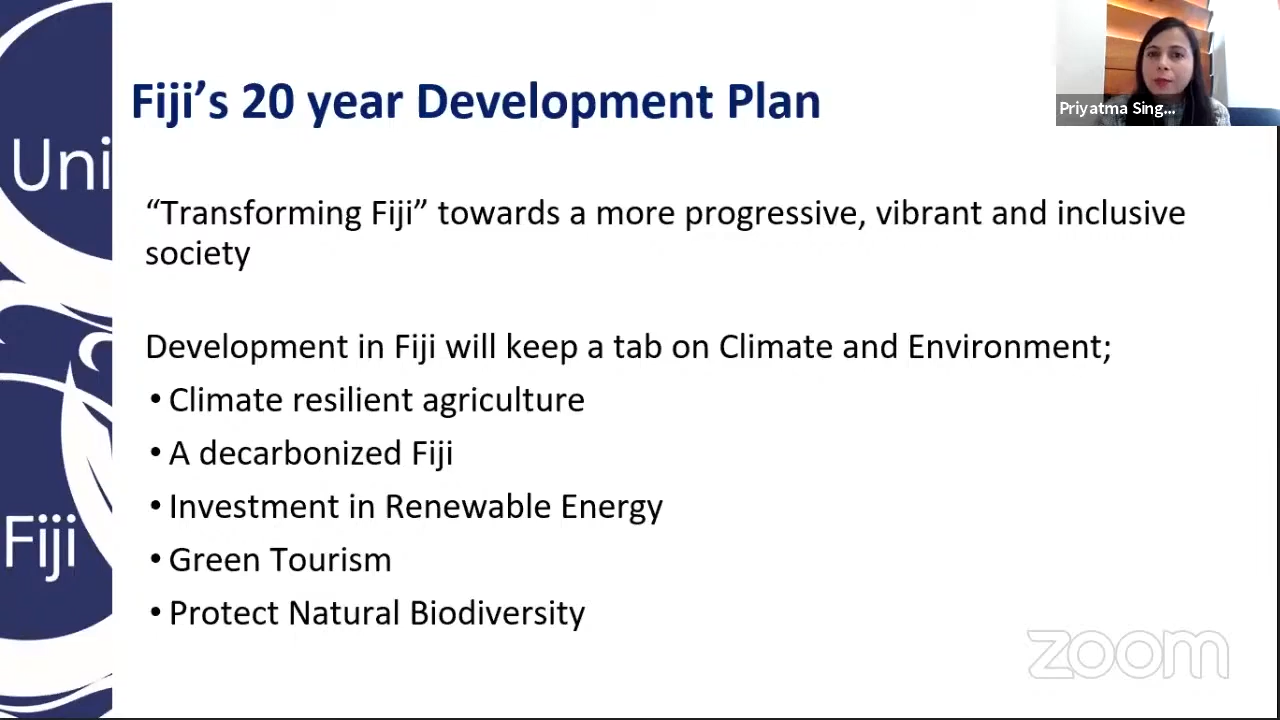 Fiji’s 20 year Development Plan
Priyatma Sing...
Uni
“Transforming Fiji” towards a more progressive, vibrant and inclusive
society
Development in Fiji will keep a tab on Climate and Environment;
• Climate resilient agriculture
• A decarbonized Fiji
• Investment in Renewable Energy
Fiji
• Green Tourism
• Protect Natural Biodiversity
zoom